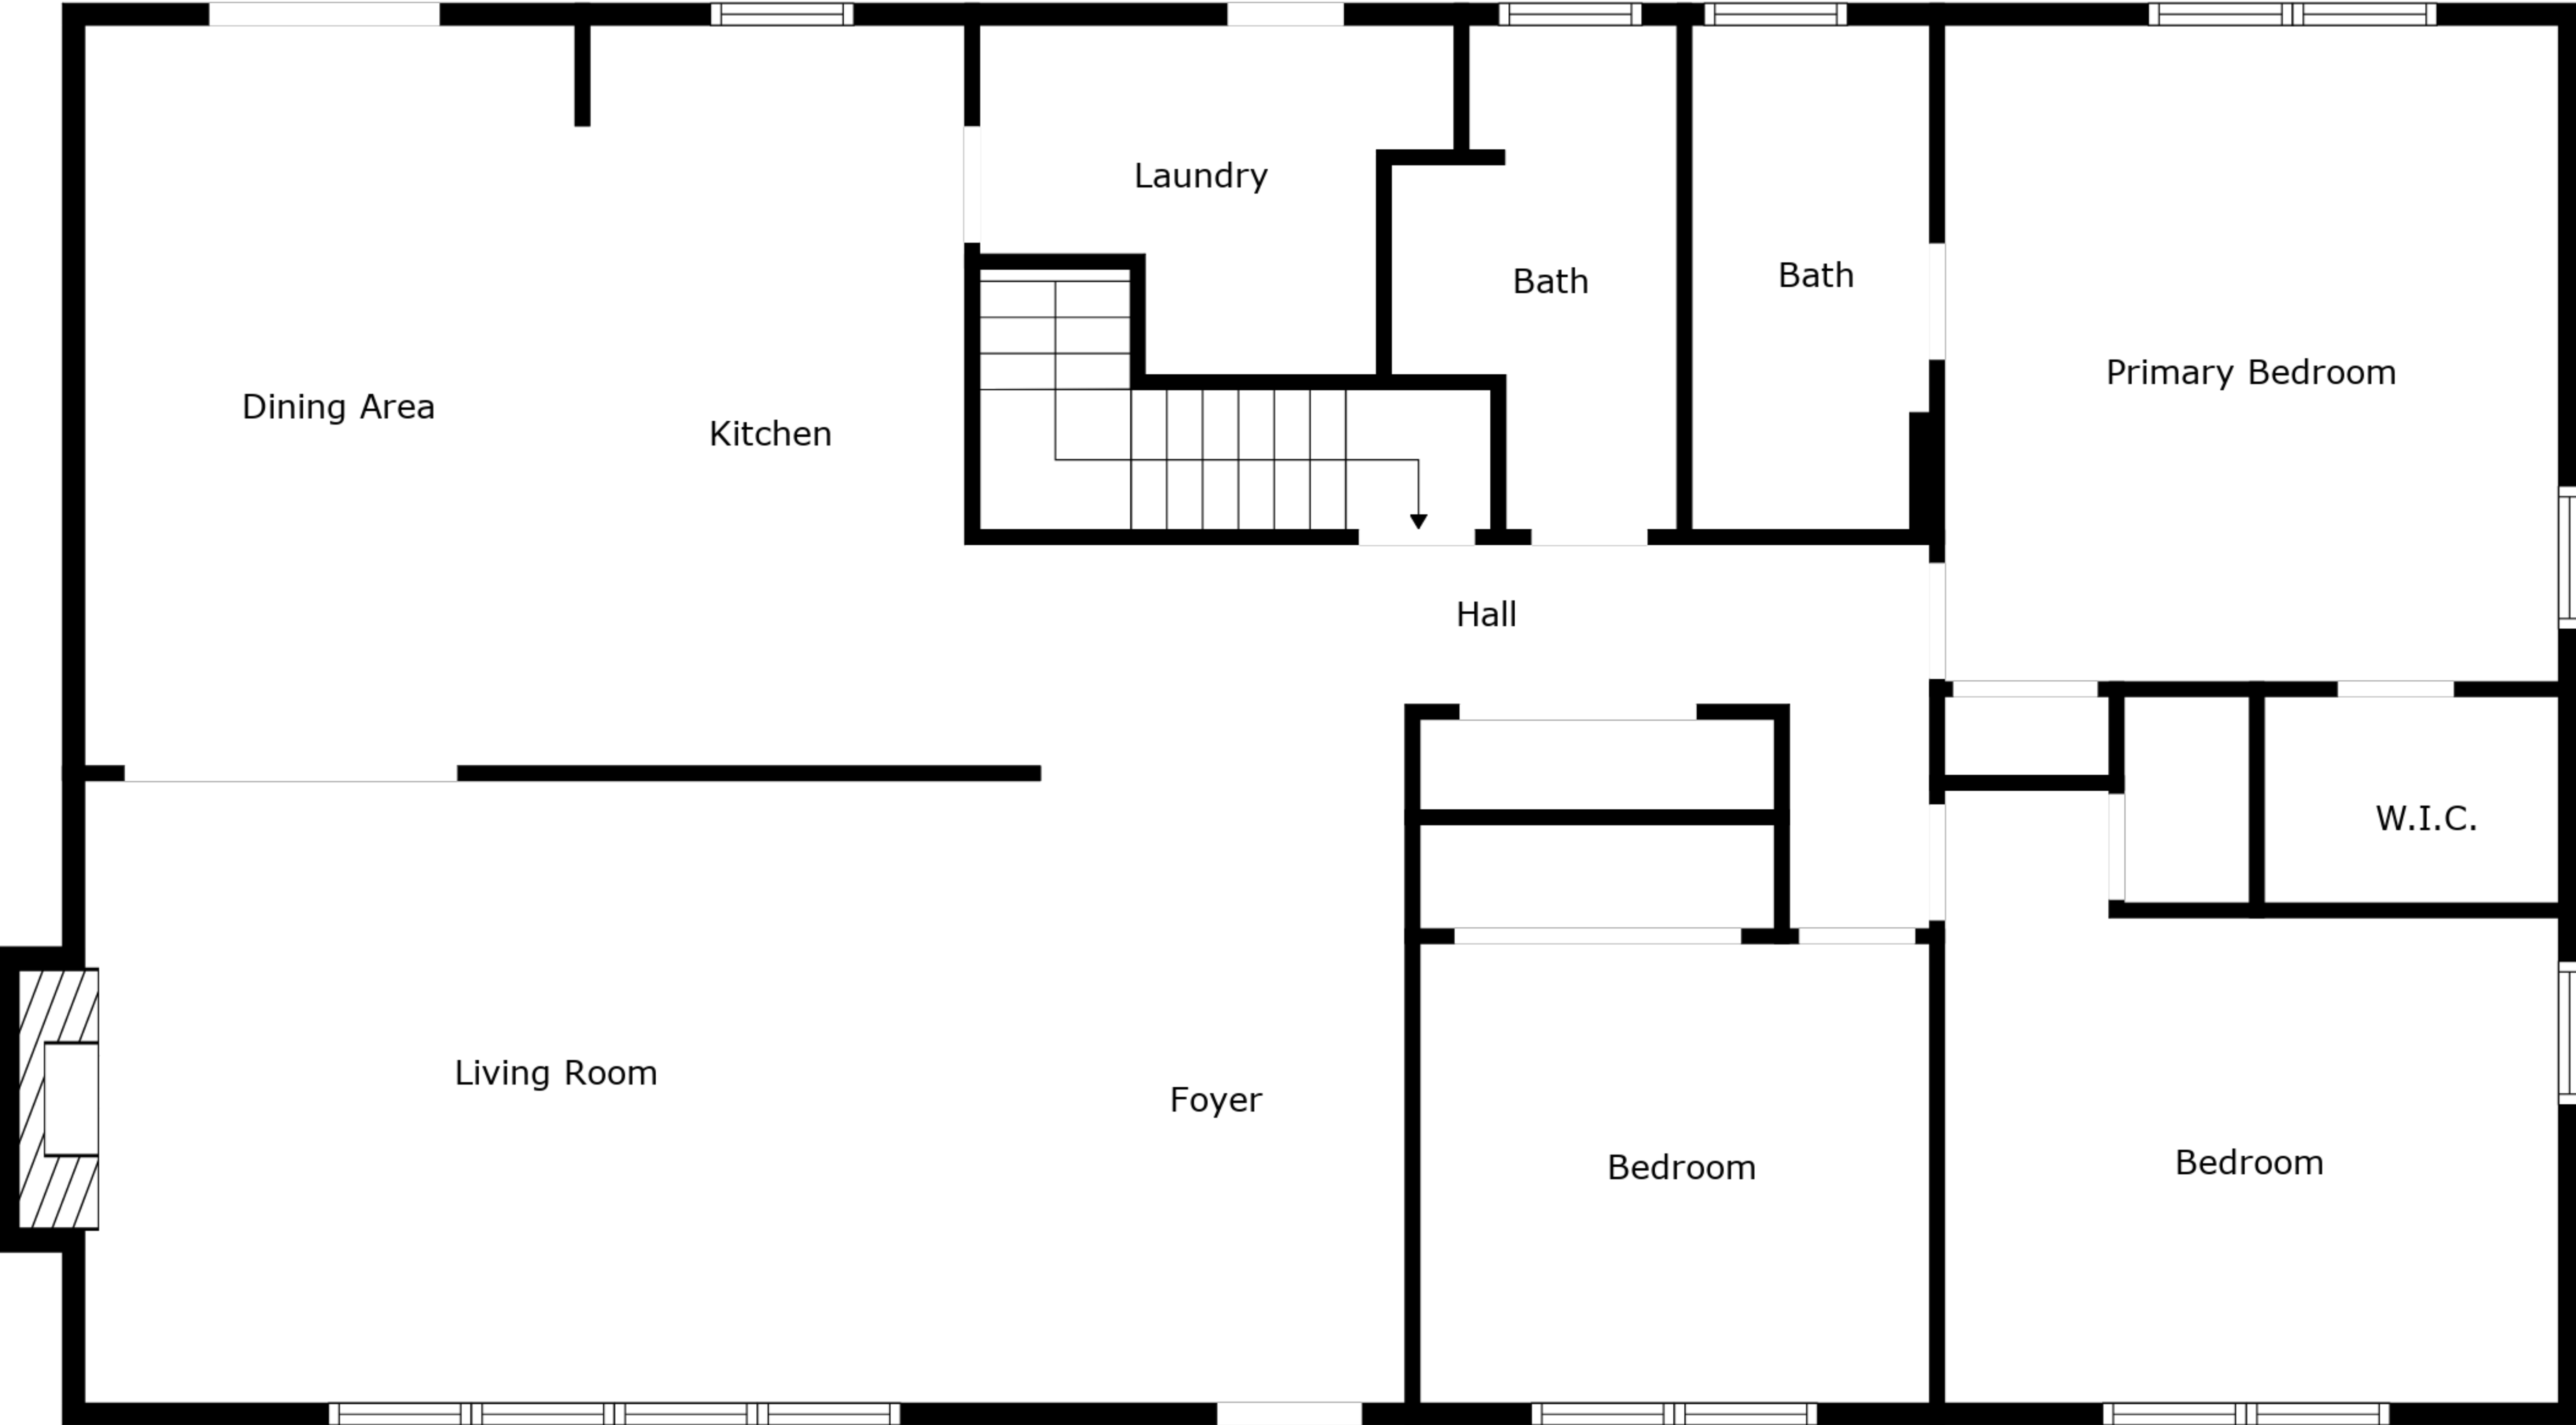 Laundry
Bath
Bath
Primary Bedroom
Dining Area
Kitchen
Hall
W.I.C.
Living Room
Foyer
Bedroom
Bedroom